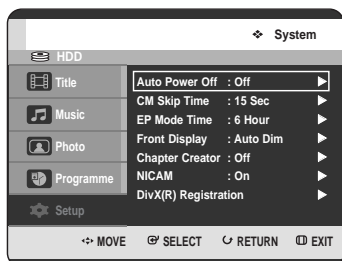 System
HDD
Title
Music
Photo
Programme
Setup
Auto Power Off : Off
CM Skip Time : 15 Sec
EP Mode Time : 6 Hour
Front Display : Auto Dim
Chapter Creator : Off
NICAM : On
DivX(R) Registration
MOVE SELECT RETURN EXIT